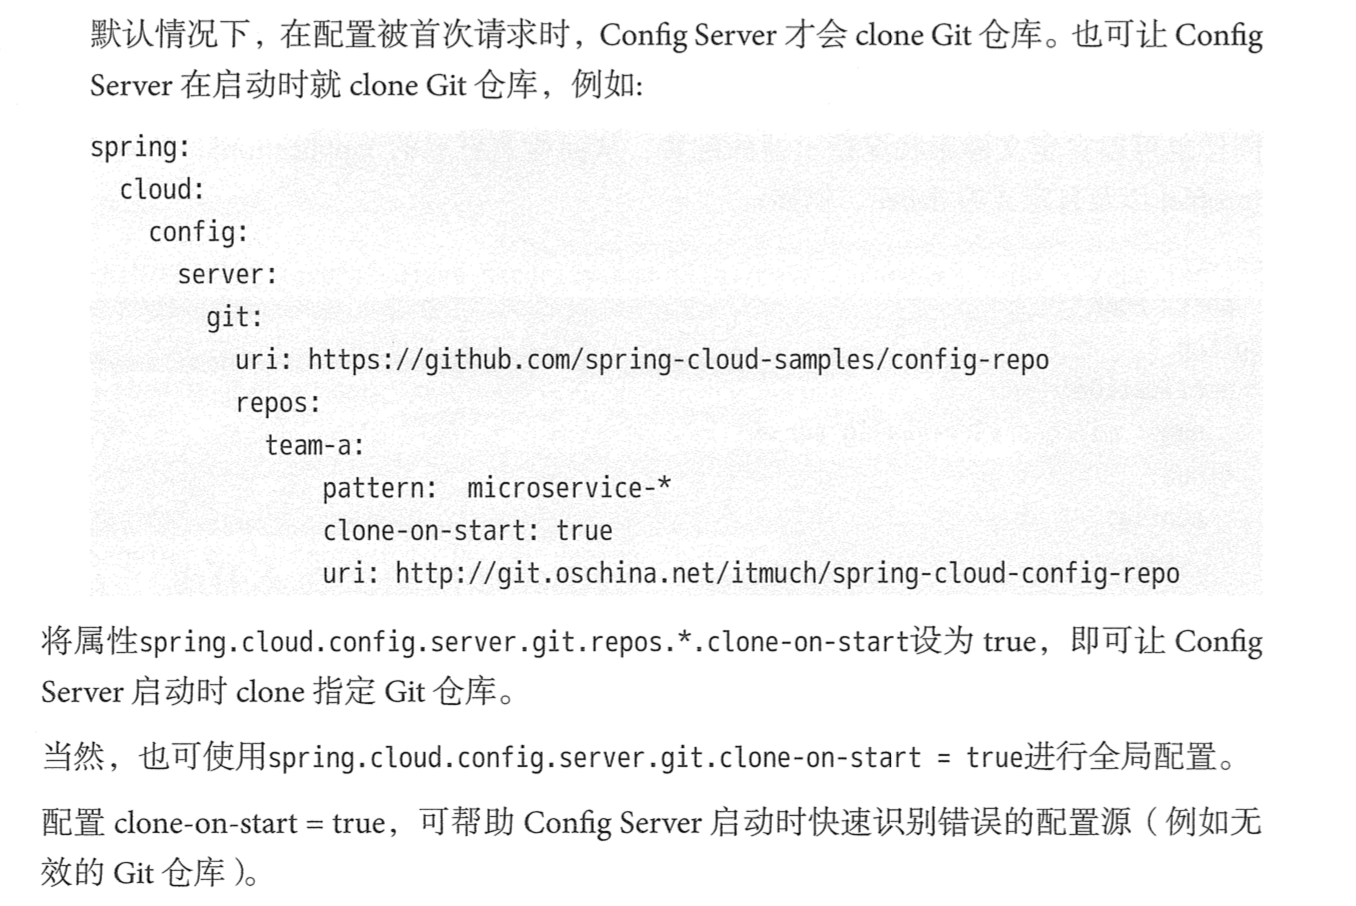 默认情况下，在配置被首次请求时，Config Server 才会 clone Git 仓库。也可让 Config
Server 在启动时就 clone Git 仓库，例如:
spring:
  cloud:
    config:
      server:
        git:
          uri: https://github.com/spring-cloud-samples/config-repo
          repos:
            team-a:
                pattern:  microservice-*
                clone-on-start: true
                uri: http://git.oschina.net/itmuch/spring-cloud-config-repo
将属性spring.cloud.config.server.git.repos.*.clone-on-start设为 true，即可让 Config
Server 启动时 clone 指定 Git 仓库。
当然，也可使用spring.cloud.config.server.git.clone-on-start = true进行全局配置。
配置 clone-on-start = true，可帮助 Config Server 启动时快速识别错误的配置源（例如无
效的 Git 仓库）。